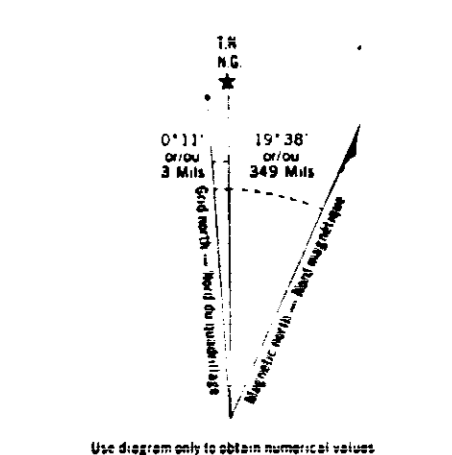 T.N.
N.G.
0°11'
or/ou
3 Mils
19°38'
or/ou
349 Mils
Grid north — Nord du quadrillage
Magnetic north — Nord magnétique
Use diagram only to obtain numerical values